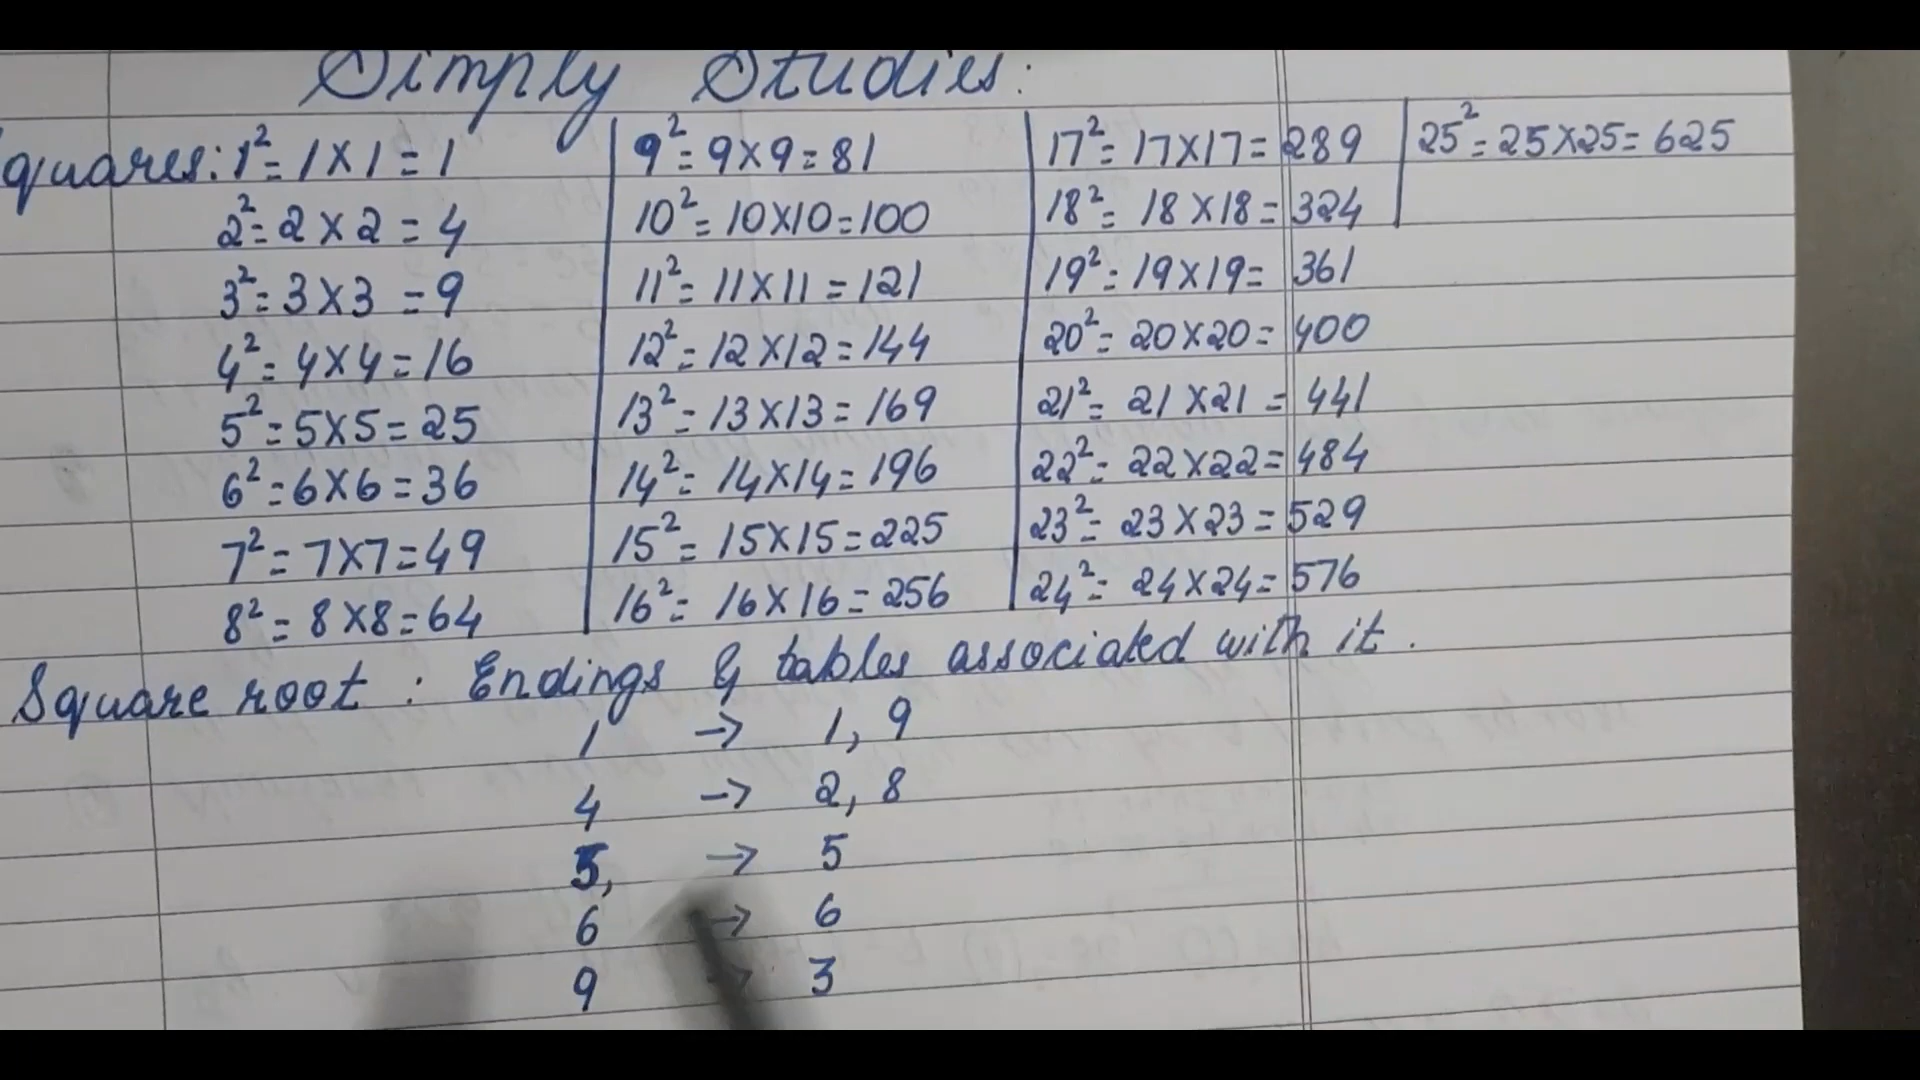 Simply Studies:
quares: 1² = 1 X 1 = 1
2² = 2 X 2 = 4
3² = 3 X 3 = 9
4² = 4 X 4 = 16
5² = 5 X 5 = 25
6² = 6 X 6 = 36
7² = 7 X 7 = 49
8² = 8 X 8 = 64
9² = 9 X 9 = 81
10² = 10 X 10 = 100
11² = 11 X 11 = 121
12² = 12 X 12 = 144
13² = 13 X 13 = 169
14² = 14 X 14 = 196
15² = 15 X 15 = 225
16² = 16 X 16 = 256
17² = 17 X 17 = 289
18² = 18 X 18 = 324
19² = 19 X 19 = 361
20² = 20 X 20 = 400
21² = 21 X 21 = 441
22² = 22 X 22 = 484
23² = 23 X 23 = 529
24² = 24 X 24 = 576
25² = 25 X 25 = 625
Square root : Endings & tables associated with it.
1 → 1, 9
4 → 2, 8
5, → 5
6 → 6
9 → 3